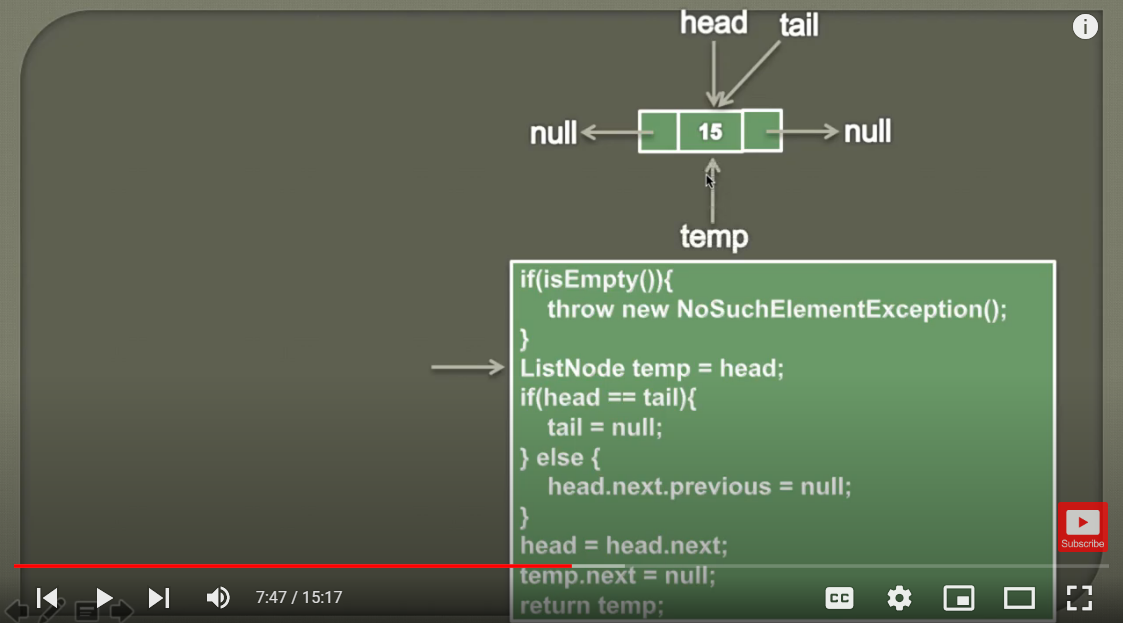 head tail
null 15 null
temp
if(isEmpty()){
throw new NoSuchElementException();
}
ListNode temp = head;
if(head == tail){
tail = null;
} else {
head.next.previous = null;
}
head = head.next;
temp.next = null;
return temp;
Subscribe
7:47 / 15:17
CC